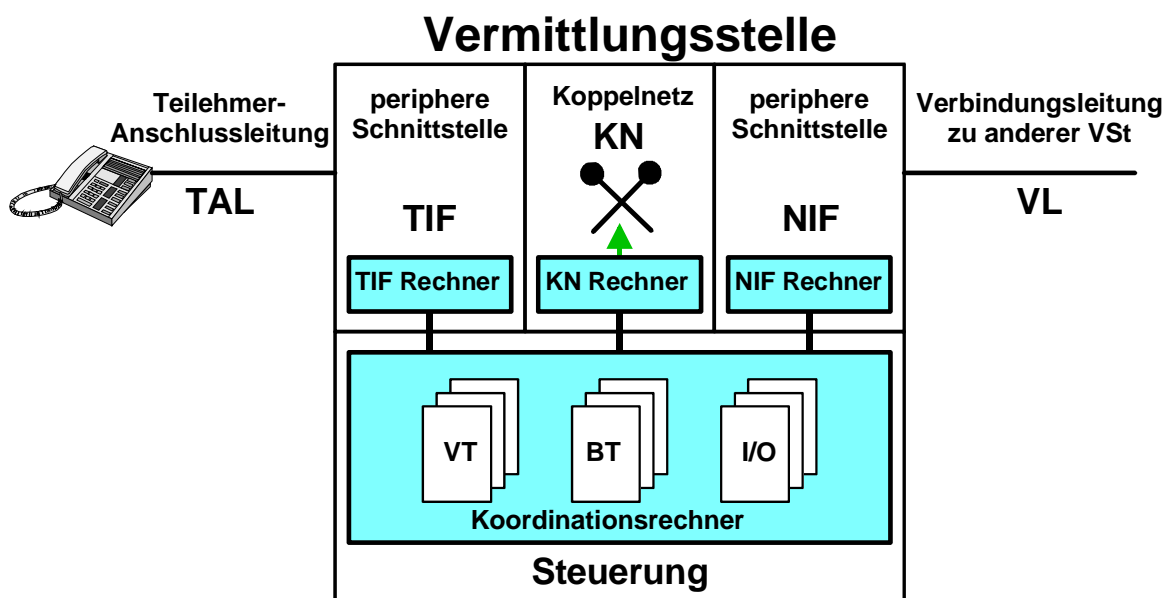 Vermittlungsstelle
Teilehmer-
Anschlussleitung
TAL
periphere
Schnittstelle
TIF
TIF Rechner
Koppelnetz
KN
KN Rechner
periphere
Schnittstelle
NIF
NIF Rechner
Verbindungsleitung
zu anderer VSt
VL
VT
BT
I/O
Koordinationsrechner
Steuerung